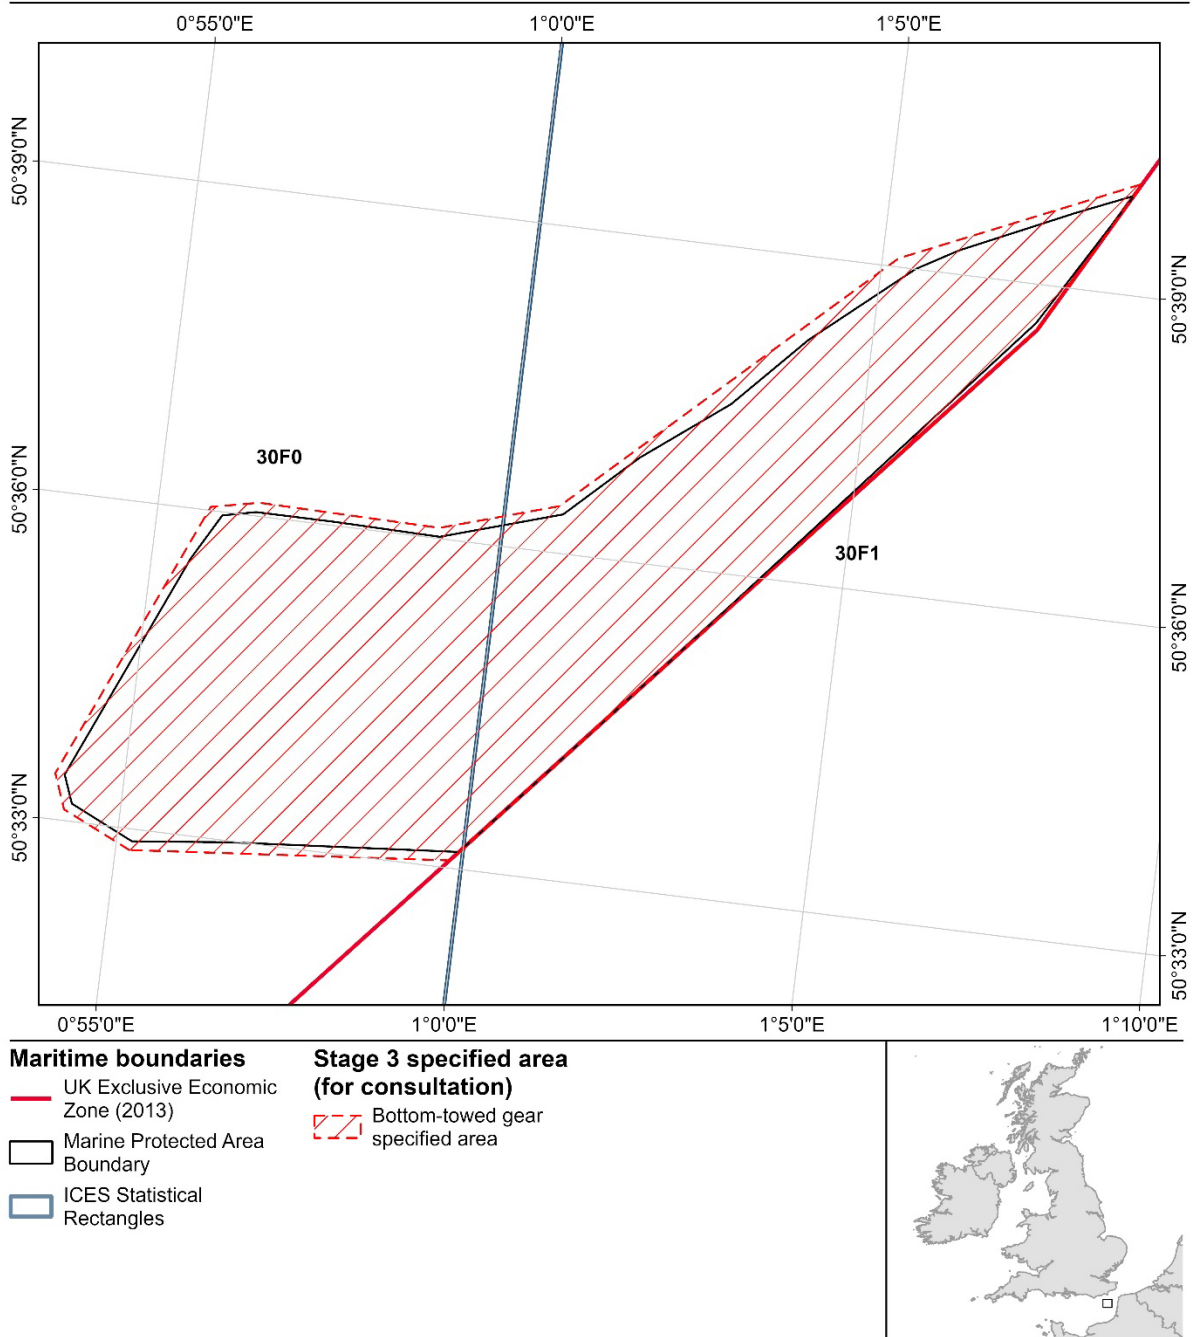 0°55'0"E
1°0'0"E
1°5'0"E
50°39'0"N
50°39'0"N
30F0
50°36'0"N
30F1
50°36'0"N
50°33'0"N
50°33'0"N
0°55'0"E
1°0'0"E
1°5'0"E
1°10'0"E
Maritime boundaries
UK Exclusive Economic
Zone (2013)
Marine Protected Area
Boundary
ICES Statistical
Rectangles
Stage 3 specified area
(for consultation)
Bottom-towed gear
specified area